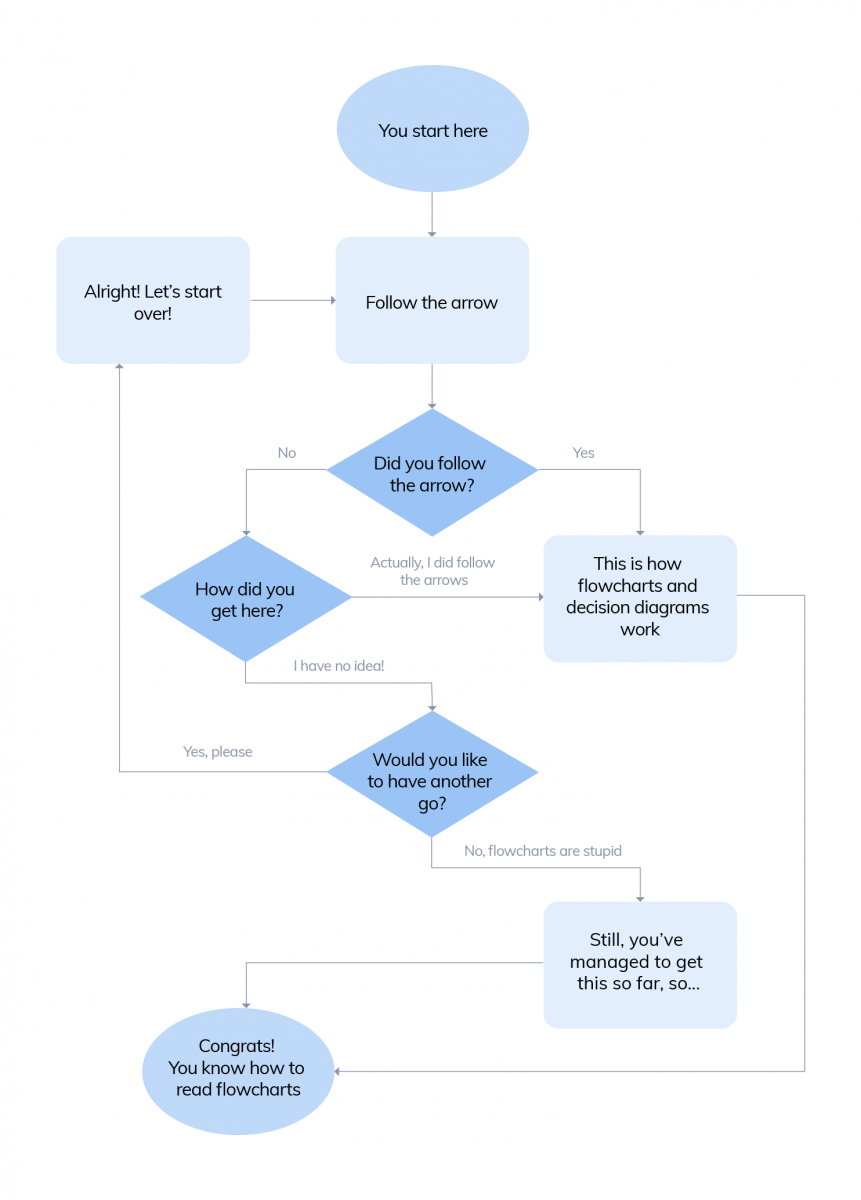 You start here
Alright! Let’s start
over!
Follow the arrow
No
Did you follow
the arrow?
Yes
How did you
get here?
Actually, I did follow
the arrows
This is how
flowcharts and
decision diagrams
work
I have no idea!
Yes, please
Would you like
to have another
go?
No, flowcharts are stupid
Still, you’ve
managed to get
this so far, so...
Congrats!
You know how to
read flowcharts